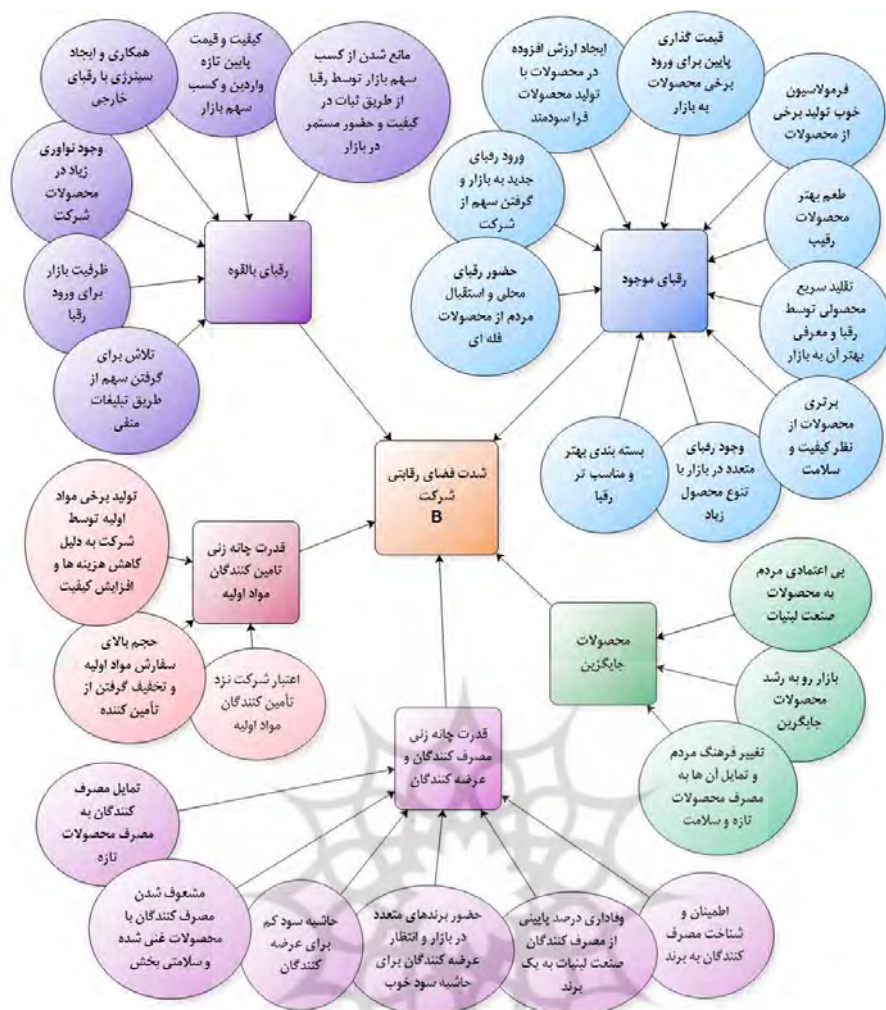 همکاری و ایجاد
سینرژی با رقبای
خارجی
کیفیت و قیمت
پایین تازه
واردین و کسب
سهم بازار
مانع شدن از کسب
سهم بازار توسط رقبا
از طریق ثبات در
کیفیت و حضور مستمر
در بازار
وجود نوآوری
زیاد در
محصولات
شرکت
ظرفیت بازار
برای ورود
رقبا
تلاش برای
گرفتن سهم از
طریق تبلیغات
منفی
رقبای بالقوه
ایجاد ارزش افزوده
در محصولات با
تولید محصولات
فرا سودمند
قیمت گذاری
پایین برای ورود
برخی محصولات
به بازار
فرمولاسیون
خوب تولید برخی
از محصولات
ورود رقبای
جدید به بازار و
گرفتن سهم از
شرکت
طعم بهتر
محصولات
رقیب
حضور رقبای
محلی و استقبال
مردم از محصولات
فله ای
رقبای موجود
تقلید سریع
محصولی توسط
رقبا و معرفی
بهتر آن به بازار
برتری
محصولات از
نظر کیفیت و
سلامت
وجود رقبای
متعدد در بازار با
تنوع محصول
زیاد
بسته بندی بهتر
و مناسب تر
رقبا
شدت فضای رقابتی
شرکت
B
تولید برخی مواد
اولیه توسط
شرکت به دلیل
کاهش هزینه ها و
افزایش کیفیت
قدرت چانه زنی
تامین کنندگان
مواد اولیه
حجم بالای
سفارش مواد اولیه
و تخفیف گرفتن از
تأمین کننده
اعتبار شرکت نزد
تأمین کنندگان
مواد اولیه
بی اعتمادی مردم
به محصولات
صنعت لبنیات
محصولات
جایگزین
بازار رو به رشد
محصولات
جایگزین
تغییر فرهنگ مردم
و تمایل آن ها به
مصرف محصولات
تازه و سلامت
قدرت چانه زنی
مصرف کنندگان و
عرضه کنندگان
تمایل مصرف
کنندگان به
مصرف محصولات
تازه
مشعوف شدن
مصرف کنندگان با
محصولات غنی شده
و سلامتی بخش
حاشیه سود کم
برای عرضه
کنندگان
حضور برندهای متعدد
در بازار و انتظار
عرضه کنندگان برای
حاشیه سود خوب
وفاداری درصد پایینی
از مصرف کنندگان
صنعت لبنیات به یک
برند
اطمینان و
شناخت مصرف
کنندگان به برند